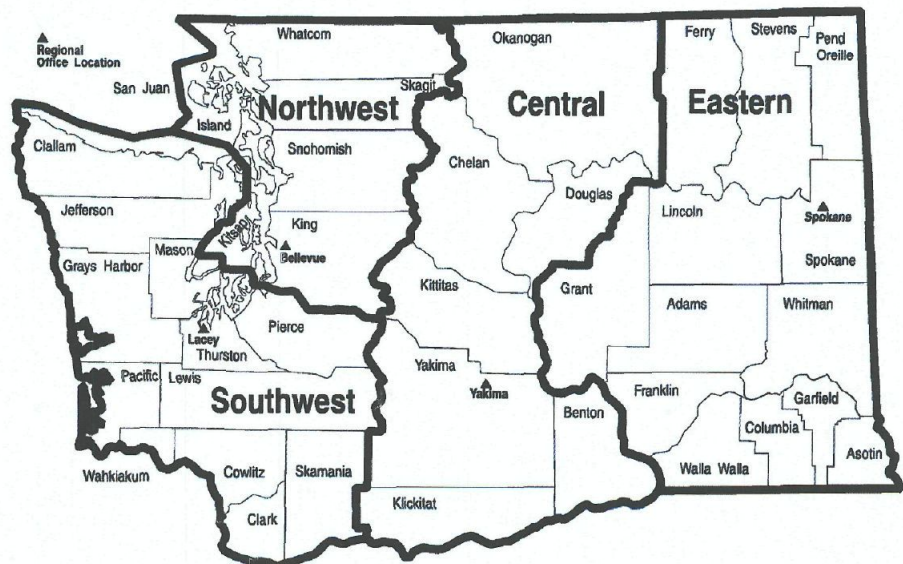 Regional
Office Location
Whatcom
Okanogan
Ferry
Stevens
Pend
Oreille
San Juan
Skagit
Northwest
Central
Eastern
Island
Clallam
Snohomish
Chelan
Douglas
Jefferson
Lincoln
King
Spokane
Kitsap
Mason
Bellevue
Grays Harbor
Spokane
Kittitas
Grant
Adams
Whitman
Pierce
Lacey
Thurston
Yakima
Pacific
Lewis
Yakima
Franklin
Garfield
Southwest
Benton
Columbia
Asotin
Wahkiakum
Cowlitz
Skamania
Walla Walla
Klickitat
Clark